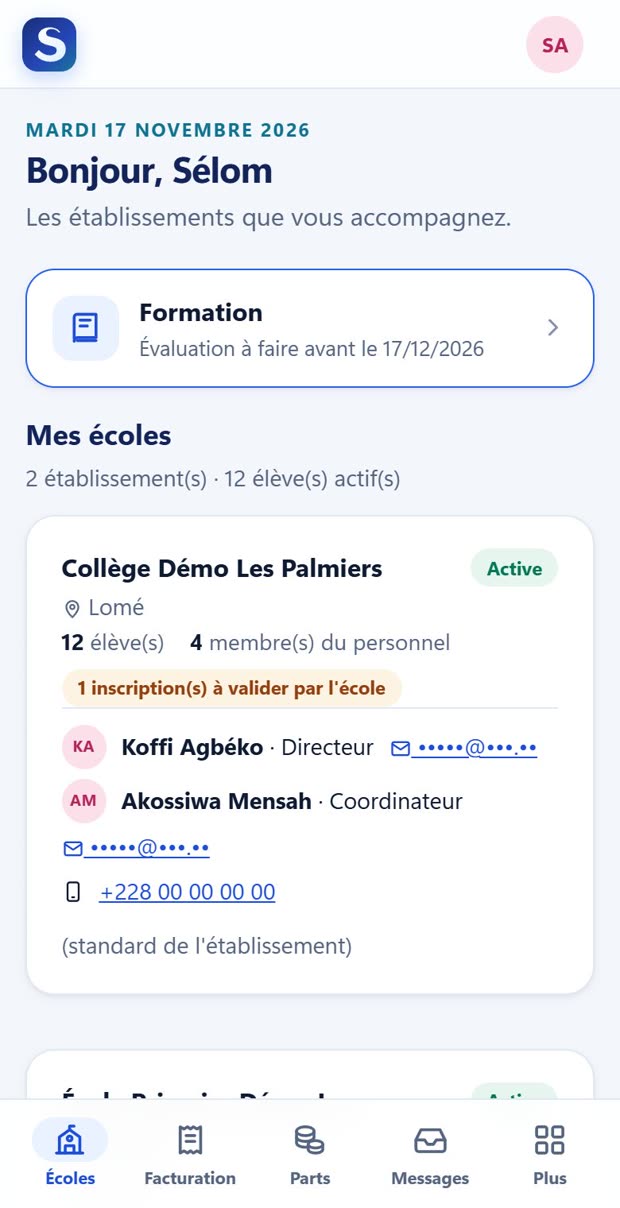 S
SA
MARDI 17 NOVEMBRE 2026
Bonjour, Sélom
Les établissements que vous accompagnez.
Formation
Évaluation à faire avant le 17/12/2026
Mes écoles
2 établissement(s) · 12 élève(s) actif(s)
Collège Démo Les Palmiers
Active
Lomé
12 élève(s) 4 membre(s) du personnel
1 inscription(s) à valider par l'école
KA Koffi Agbéko · Directeur •••••@•••.••
AM Akossiwa Mensah · Coordinateur
•••••@•••.••
+228 00 00 00 00
(standard de l'établissement)
Écoles Facturation Parts Messages Plus